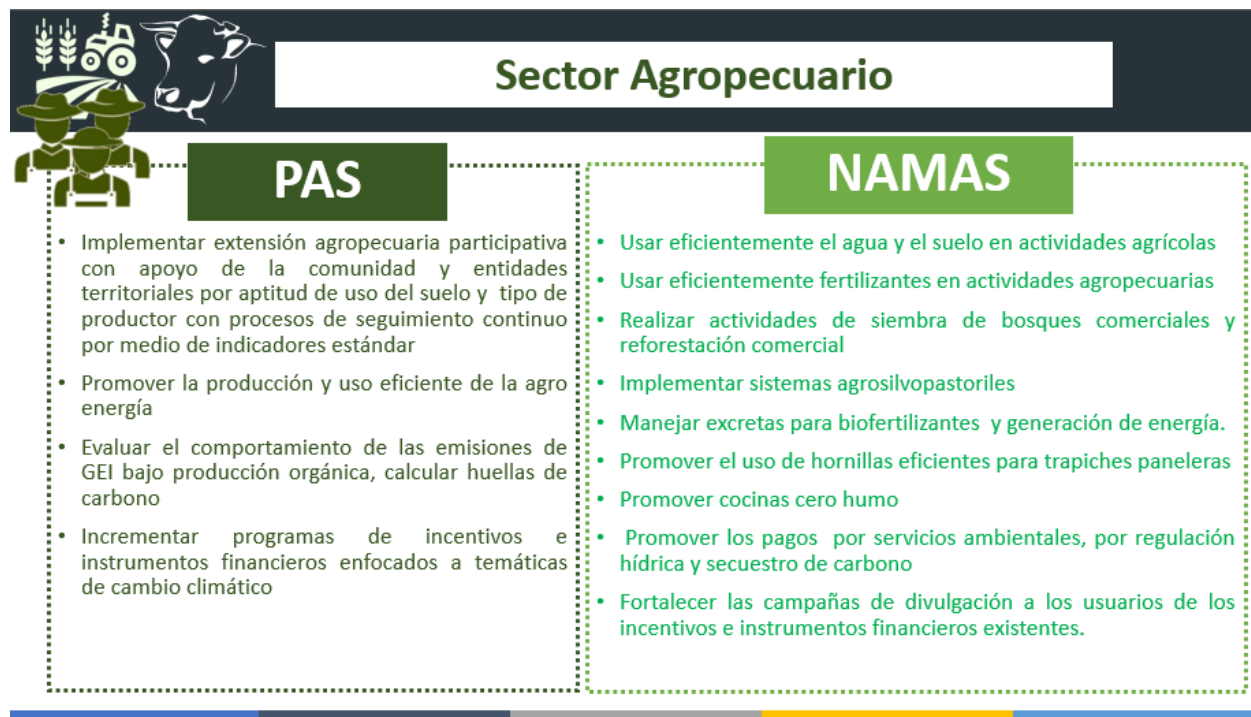 Sector Agropecuario
PAS
• Implementar extensión agropecuaria participativa
con apoyo de la comunidad y entidades
territoriales por aptitud de uso del suelo y tipo de
productor con procesos de seguimiento continuo
por medio de indicadores estándar
• Promover la producción y uso eficiente de la agro
energía
• Evaluar el comportamiento de las emisiones de
GEI bajo producción orgánica, calcular huellas de
carbono
• Incrementar programas de incentivos e
instrumentos financieros enfocados a temáticas
de cambio climático
NAMAS
• Usar eficientemente el agua y el suelo en actividades agrícolas
• Usar eficientemente fertilizantes en actividades agropecuarias
• Realizar actividades de siembra de bosques comerciales y
reforestación comercial
• Implementar sistemas agrosilvopastoriles
• Manejar excretas para biofertilizantes y generación de energía.
• Promover el uso de hornillas eficientes para trapiches paneleras
• Promover cocinas cero humo
• Promover los pagos por servicios ambientales, por regulación
hídrica y secuestro de carbono
• Fortalecer las campañas de divulgación a los usuarios de los
incentivos e instrumentos financieros existentes.